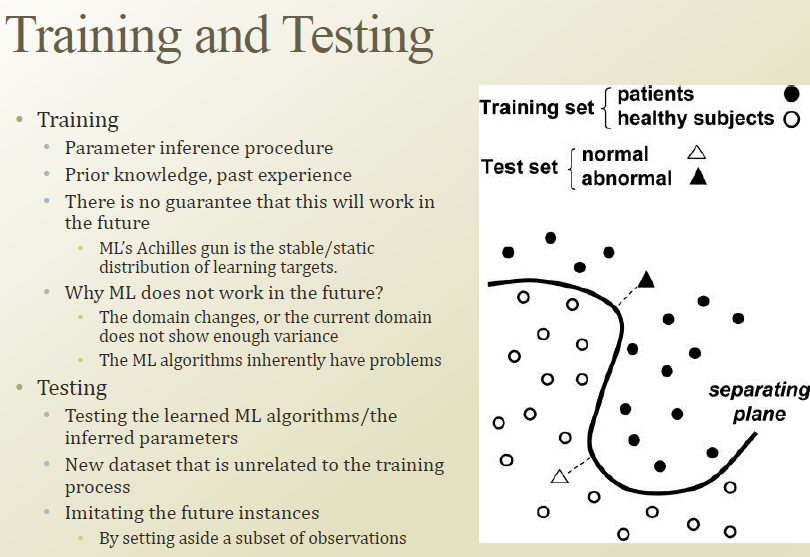 Training and Testing
Training
Parameter inference procedure
Prior knowledge, past experience
There is no guarantee that this will work in
the future
ML's Achilles gun is the stable/static
distribution of learning targets.
Why ML does not work in the future?
The domain changes, or the current domain
does not show enough variance
The ML algorithms inherently have problems
Testing
Testing the learned ML algorithms/the
inferred parameters
New dataset that is unrelated to the training
process
Imitating the future instances
By setting aside a subset of observations
Training set
patients
healthy subjects
Test set
normal
abnormal
separating
plane